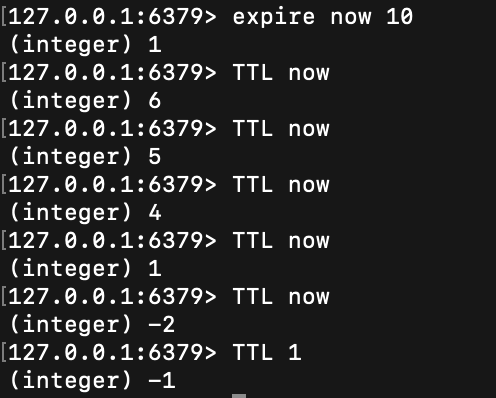 [127.0.0.1:6379> expire now 10
(integer) 1
[127.0.0.1:6379> TTL now
(integer) 6
[127.0.0.1:6379> TTL now
(integer) 5
[127.0.0.1:6379> TTL now
(integer) 4
[127.0.0.1:6379> TTL now
(integer) 1
[127.0.0.1:6379> TTL now
(integer) -2
[127.0.0.1:6379> TTL 1
(integer) -1